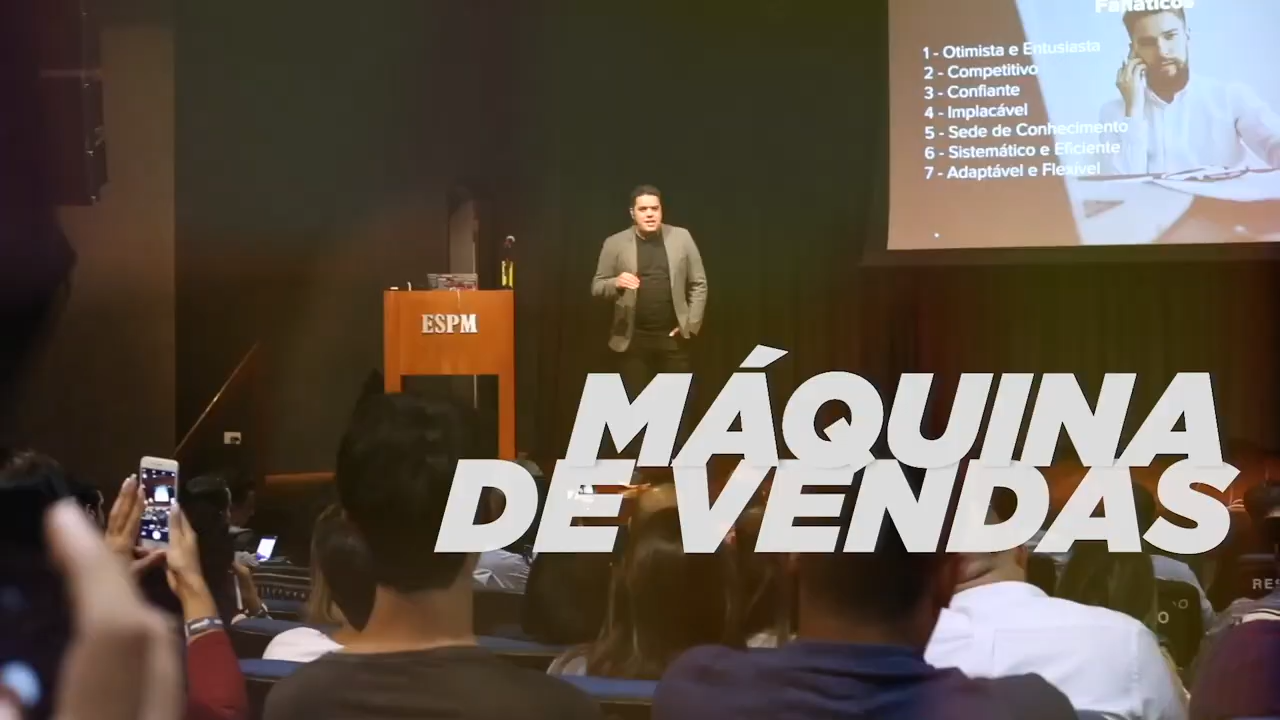 Fanáticos
1 - Otimista e Entusiasta
2 - Competitivo
3 - Confiante
4 - Implacável
5 - Sede de Conhecimento
6 - Sistemático e Eficiente
7 - Adaptável e Flexível
ESPM
MÁQUINA
DE VENDAS